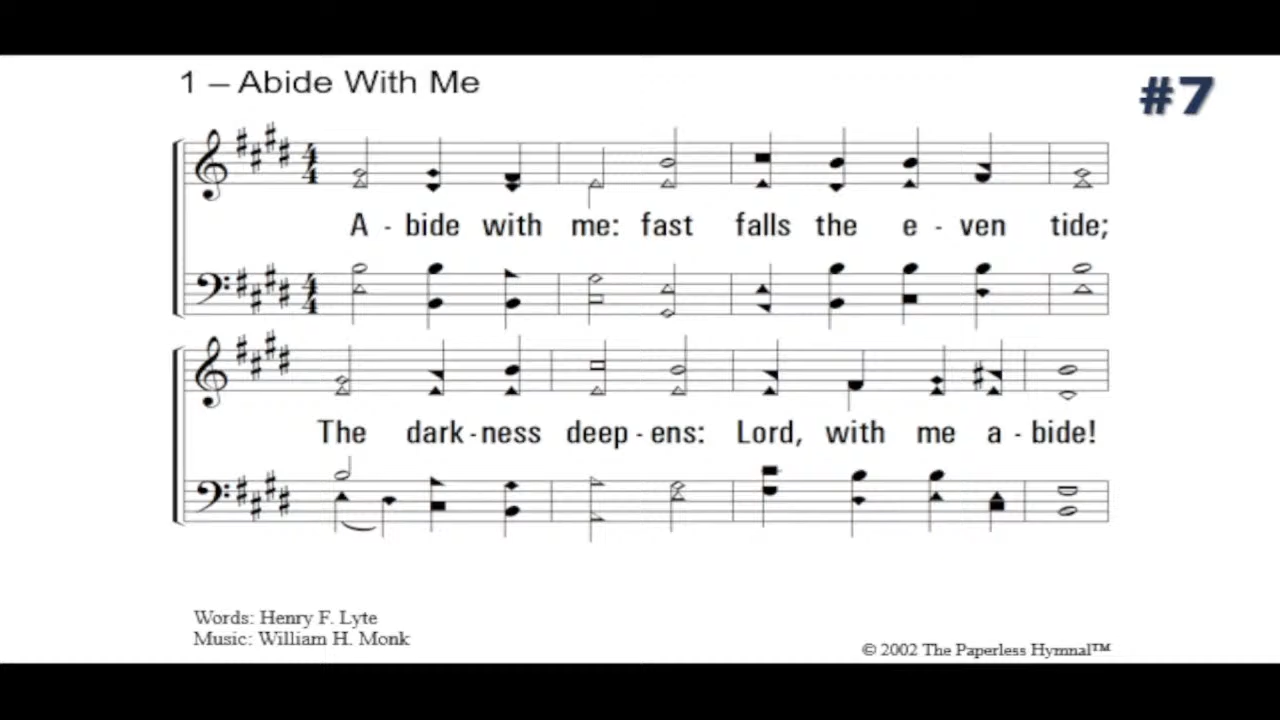 1 – Abide With Me
#7
A - bide with me: fast falls the e - ven tide;
The dark - ness deep - ens: Lord, with me a - bide!
Words: Henry F. Lyte
Music: William H. Monk
© 2002 The Paperless Hymnal™